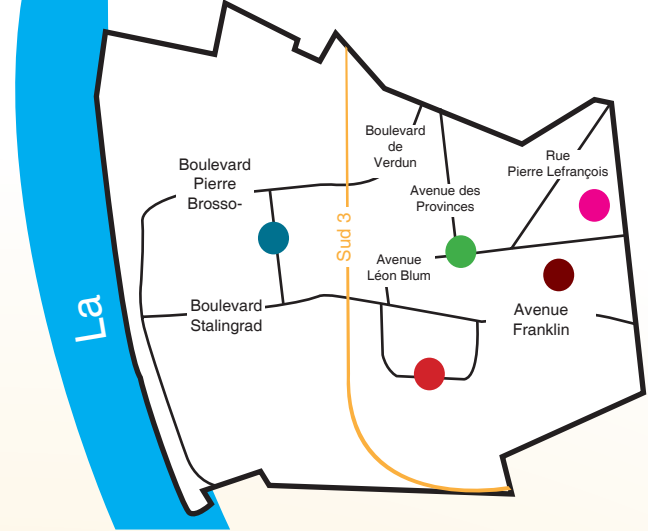 Boulevard
de
Verdun
Rue
Pierre Lefrançois
Boulevard
Pierre
Brosso-
Avenue des
Provinces
Sud 3
Avenue
Léon Blum
La
Boulevard
Stalingrad
Avenue
Franklin